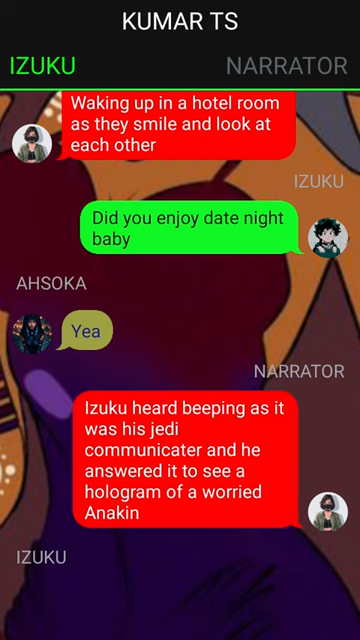 KUMAR TS
IZUKU NARRATOR
Waking up in a hotel room
as they smile and look at
each other
IZUKU
Did you enjoy date night
baby
AHSOKA
Yea
NARRATOR
Izuku heard beeping as it
was his jedi
communicater and he
answered it to see a
hologram of a worried
Anakin
IZUKU